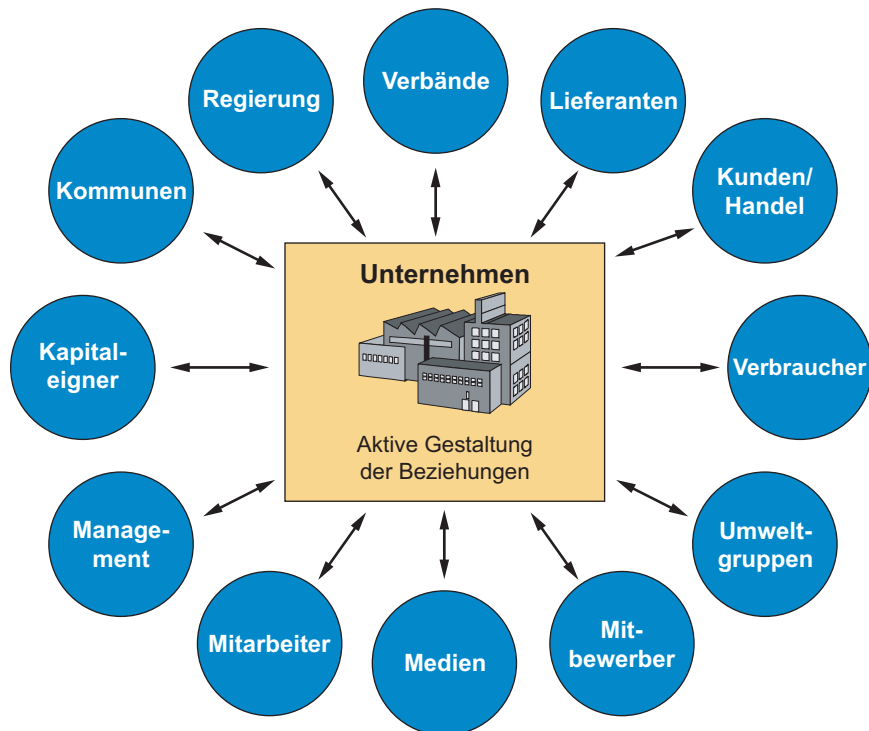 Verbände
Regierung
Lieferanten
Kommunen
Kunden/
Handel
Unternehmen
Kapital-
eigner
Verbraucher
Aktive Gestaltung
der Beziehungen
Manage-
ment
Umwelt-
gruppen
Mitarbeiter
Medien
Mit-
bewerber